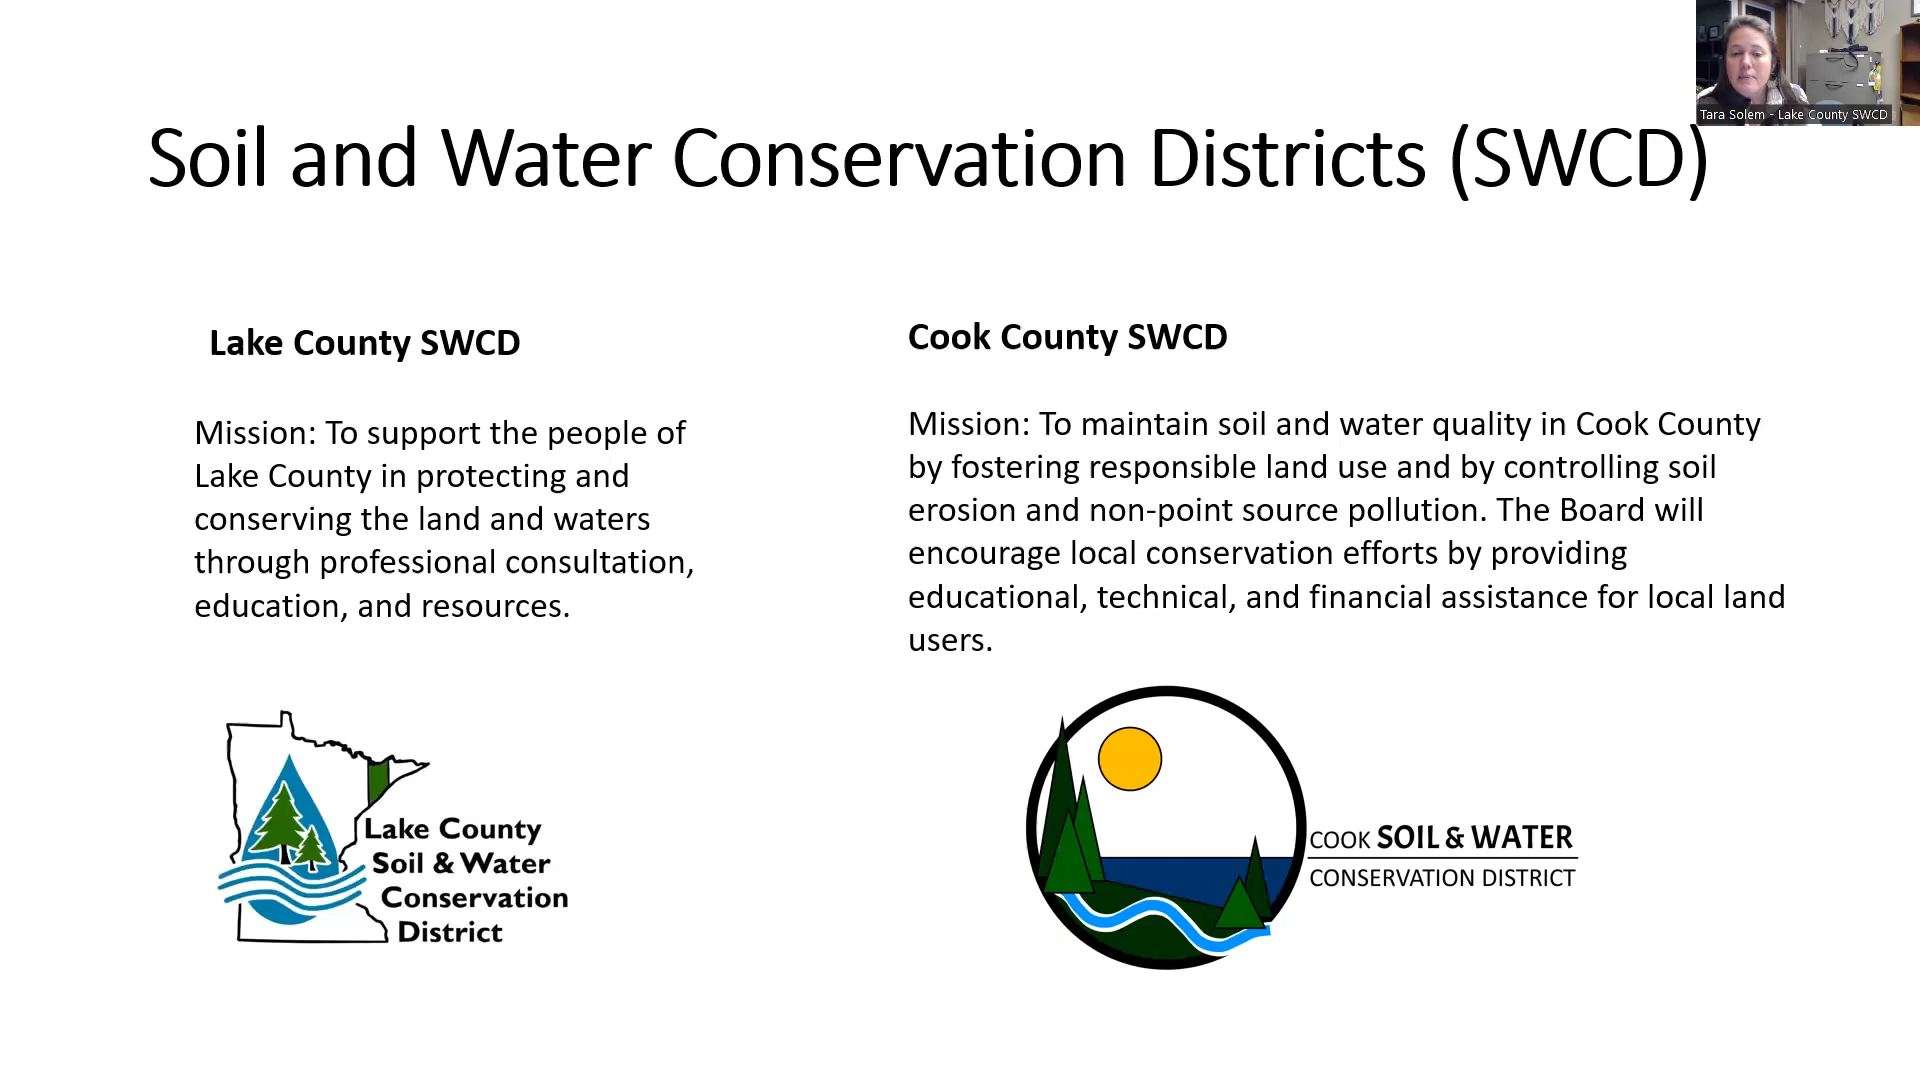 Tara Solem - Lake County SWCD
Soil and Water Conservation Districts (SWCD)
Lake County SWCD
Mission: To support the people of
Lake County in protecting and
conserving the land and waters
through professional consultation,
education, and resources.
Lake County
Soil & Water
Conservation
District
Cook County SWCD
Mission: To maintain soil and water quality in Cook County
by fostering responsible land use and by controlling soil
erosion and non-point source pollution. The Board will
encourage local conservation efforts by providing
educational, technical, and financial assistance for local land
users.
COOK SOIL & WATER
CONSERVATION DISTRICT